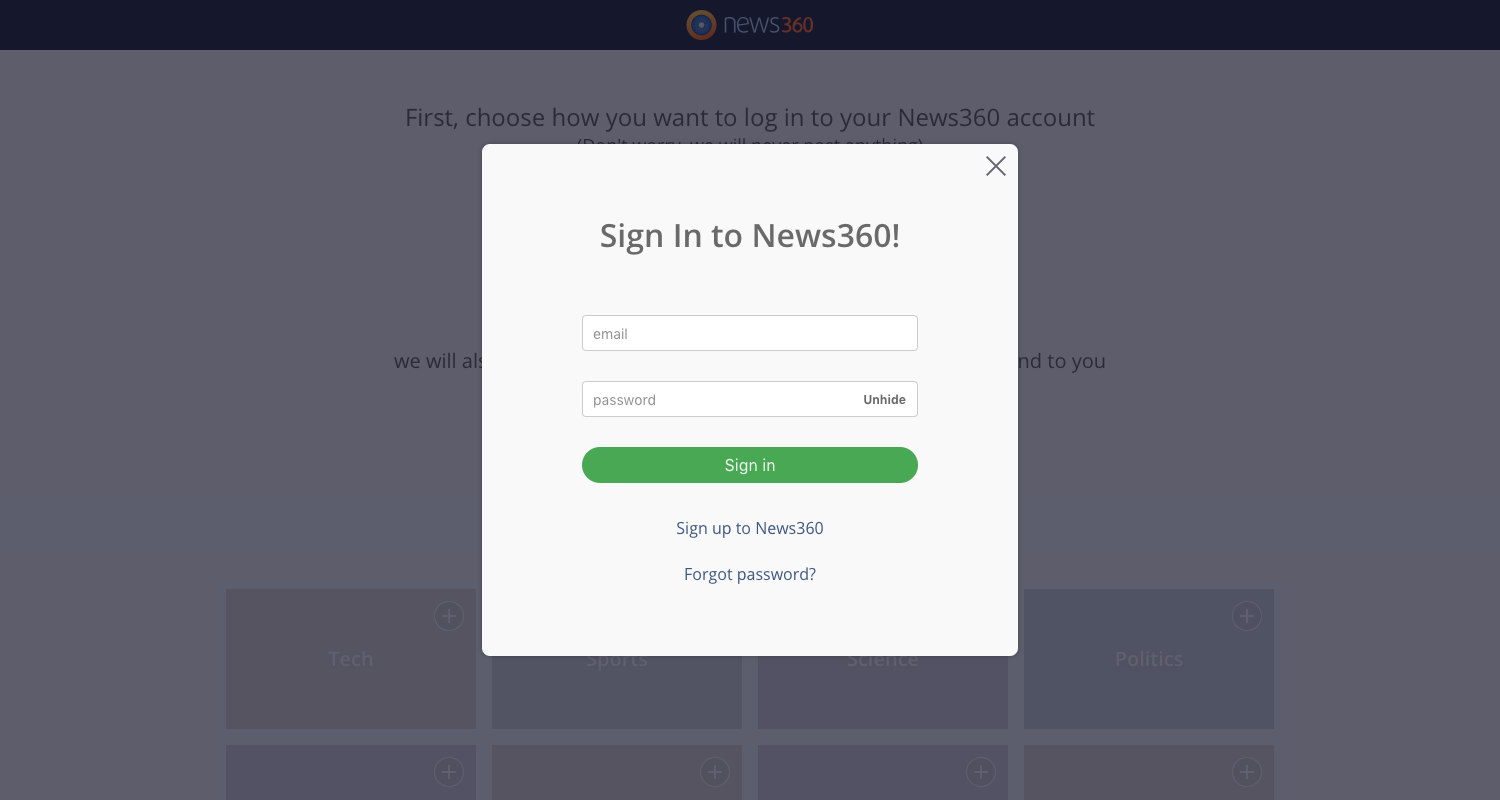 news360
First, choose how you want to log in to your News360 account
(Don't worry, we will never post anything)
Sign In to News360!
email
we will als
nd to you
password
Unhide
Sign in
Sign up to News360
Forgot password?
Tech
Sports
Science
Politics